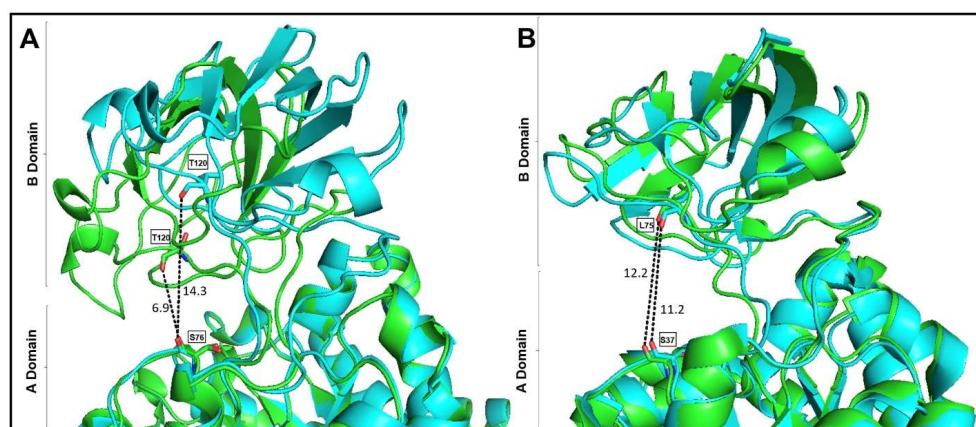 A
B Domain
A Domain
T120
T120
6.9
14.3
S76
B
B Domain
A Domain
L75
12.2
11.2
S37